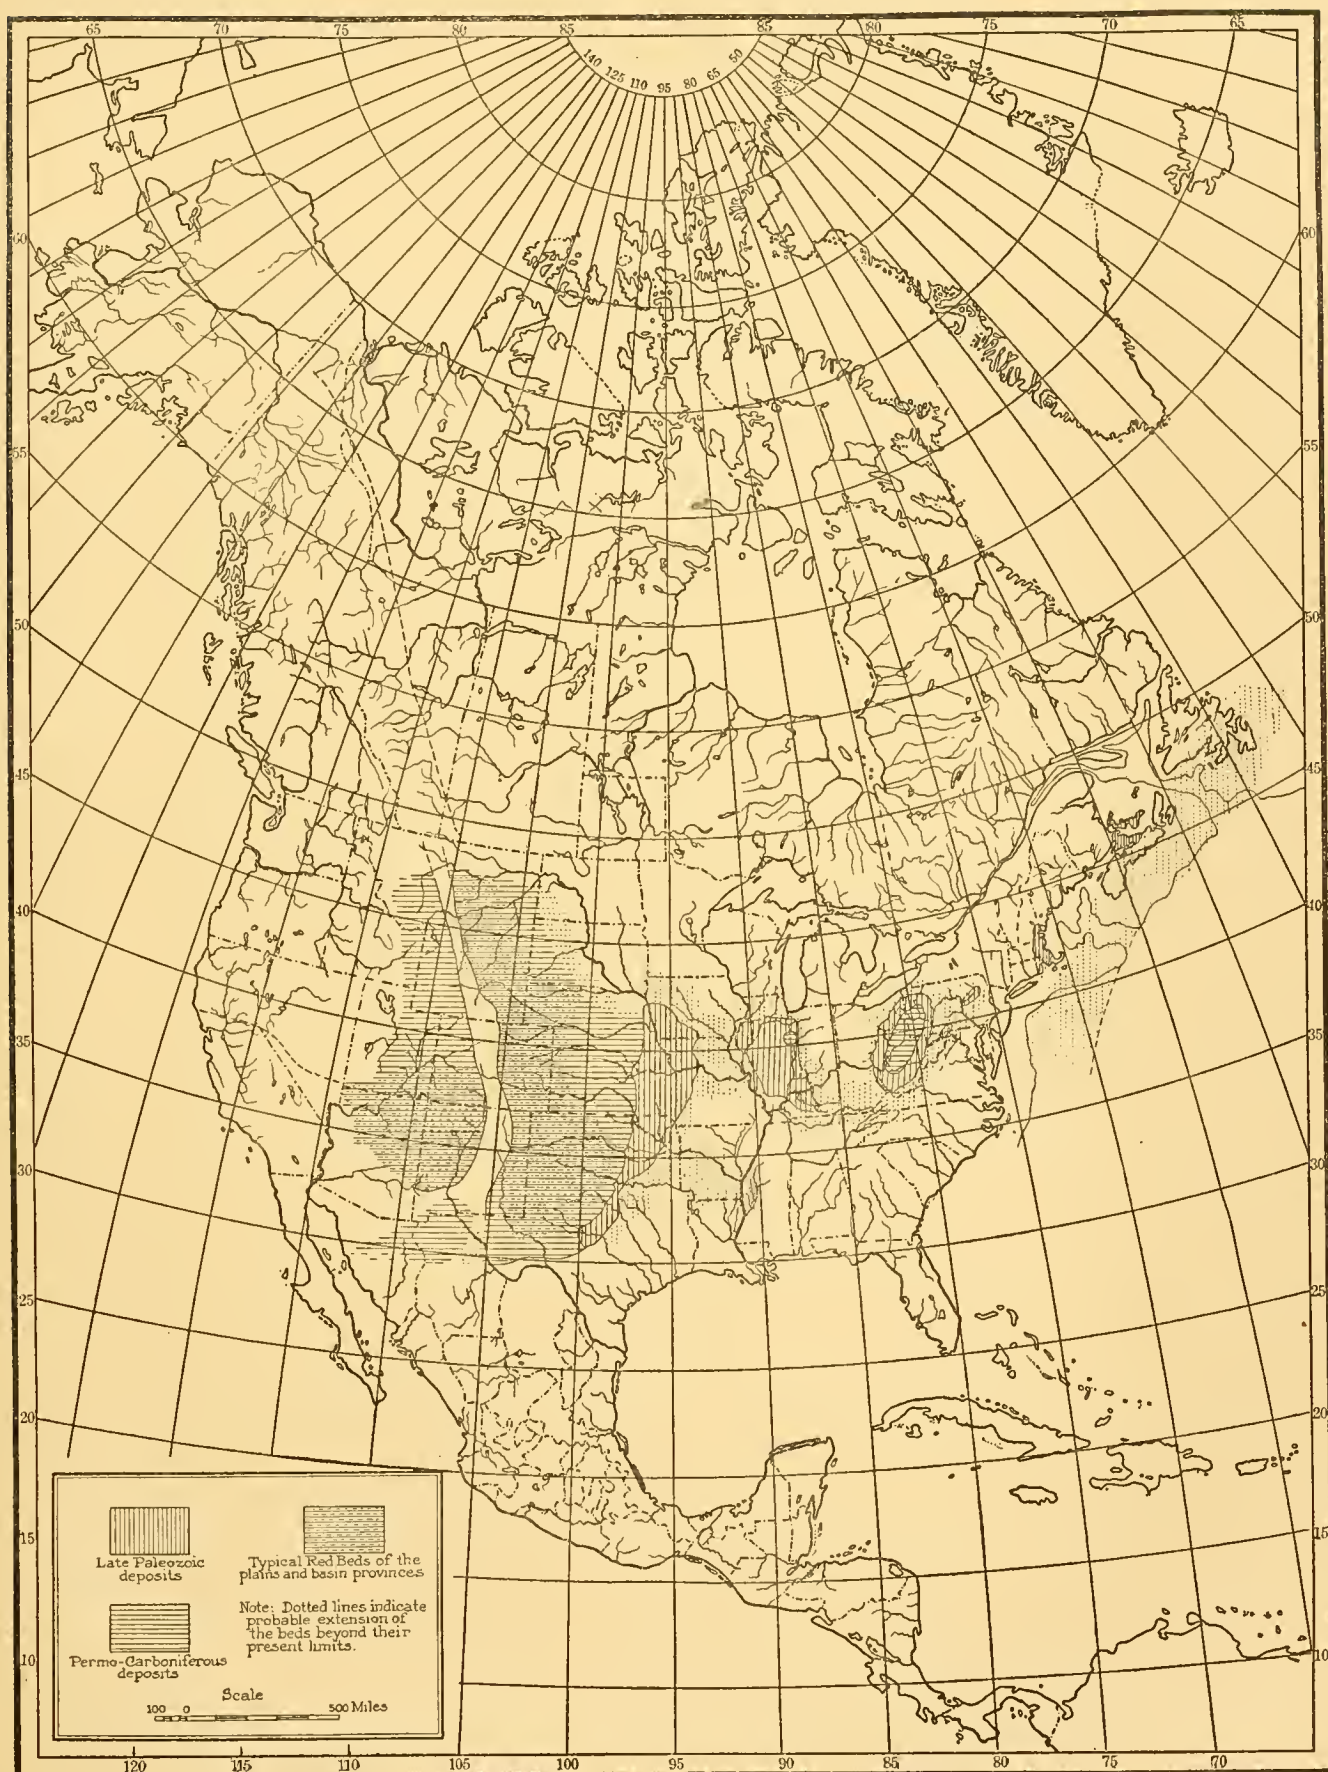 65 70 75 80 85 85 80 75 70 65
140 125 110 95 80 65 50
60 60
55 55
50 50
45 45
40 40
35 35
30 30
25 25
20 20
15 15
10 10
Late Paleozoic
deposits
Typical Red Beds of the
plains and basin provinces
Permo-Carboniferous
deposits
Note: Dotted lines indicate
probable extension of
the beds beyond their
present limits.
Scale
100 0 500 Miles
120 115 110 105 100 95 90 85 80 75 70